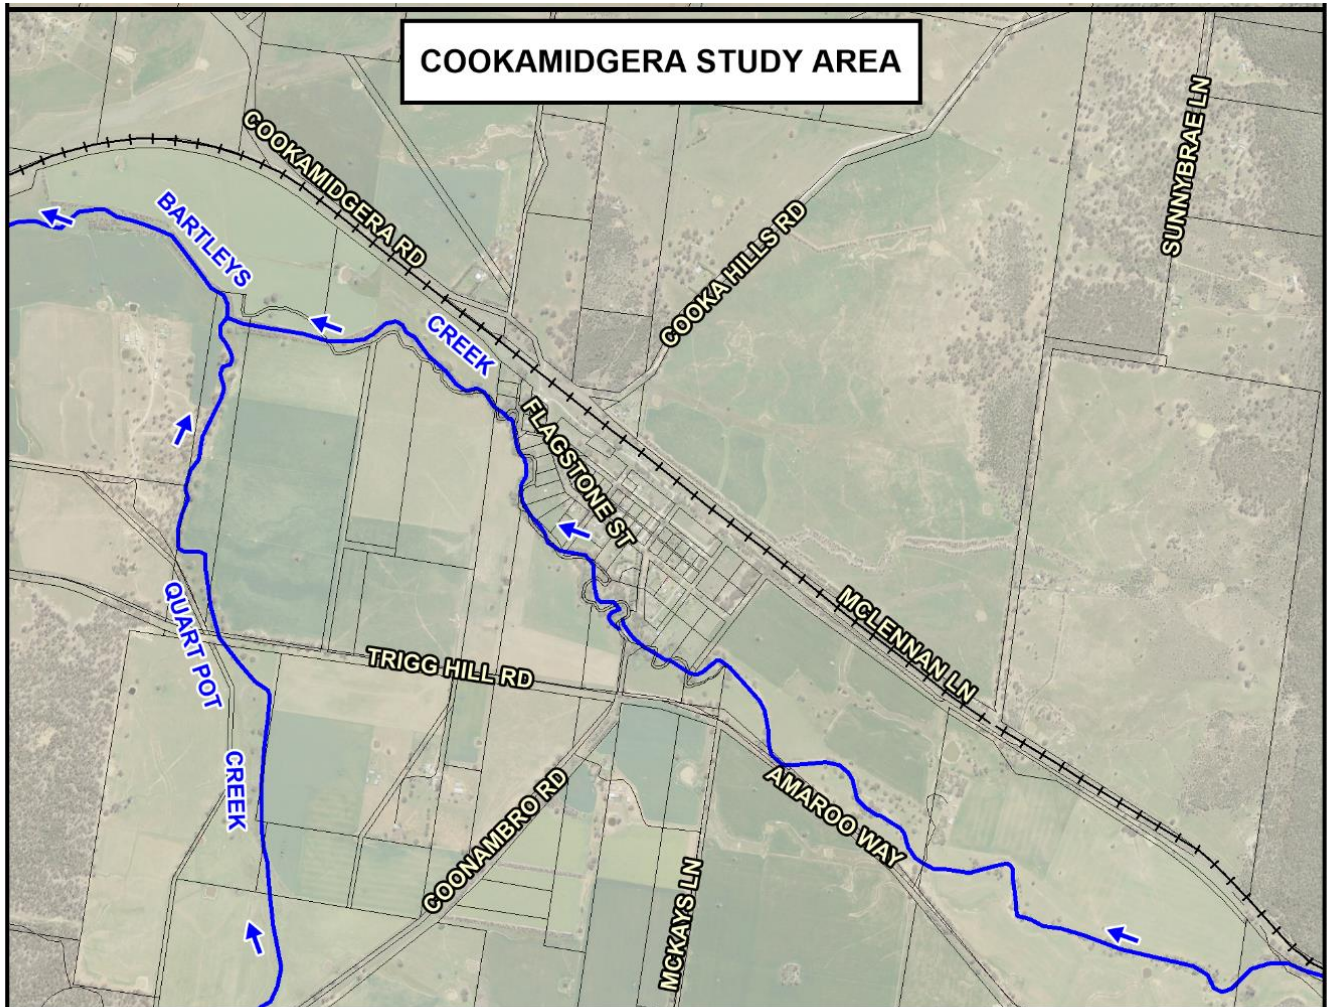 COOKAMIDGERA STUDY AREA
COOKAMIDGERA RD
SUNNYBRAE LN
BARTLEYS
CREEK
COOKA HILLS RD
FLAGSTONE ST
QUART POT
CREEK
TRIGG HILL RD
MCLENNAN LN
COONAMBRO RD
AMAROO WAY
MCKAYS LN